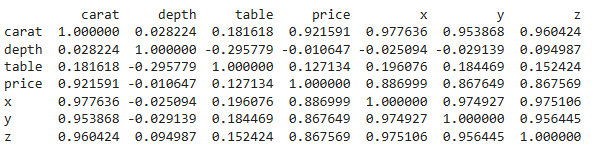 carat depth table price x y z
carat 1.000000 0.028224 0.181618 0.921591 0.977636 0.953868 0.960424
depth 0.028224 1.000000 -0.295779 -0.010647 -0.025094 -0.029139 0.094987
table 0.181618 -0.295779 1.000000 0.127134 0.196076 0.184469 0.152424
price 0.921591 -0.010647 0.127134 1.000000 0.886999 0.867649 0.867569
x 0.977636 -0.025094 0.196076 0.886999 1.000000 0.974927 0.975106
y 0.953868 -0.029139 0.184469 0.867649 0.974927 1.000000 0.956445
z 0.960424 0.094987 0.152424 0.867569 0.975106 0.956445 1.000000